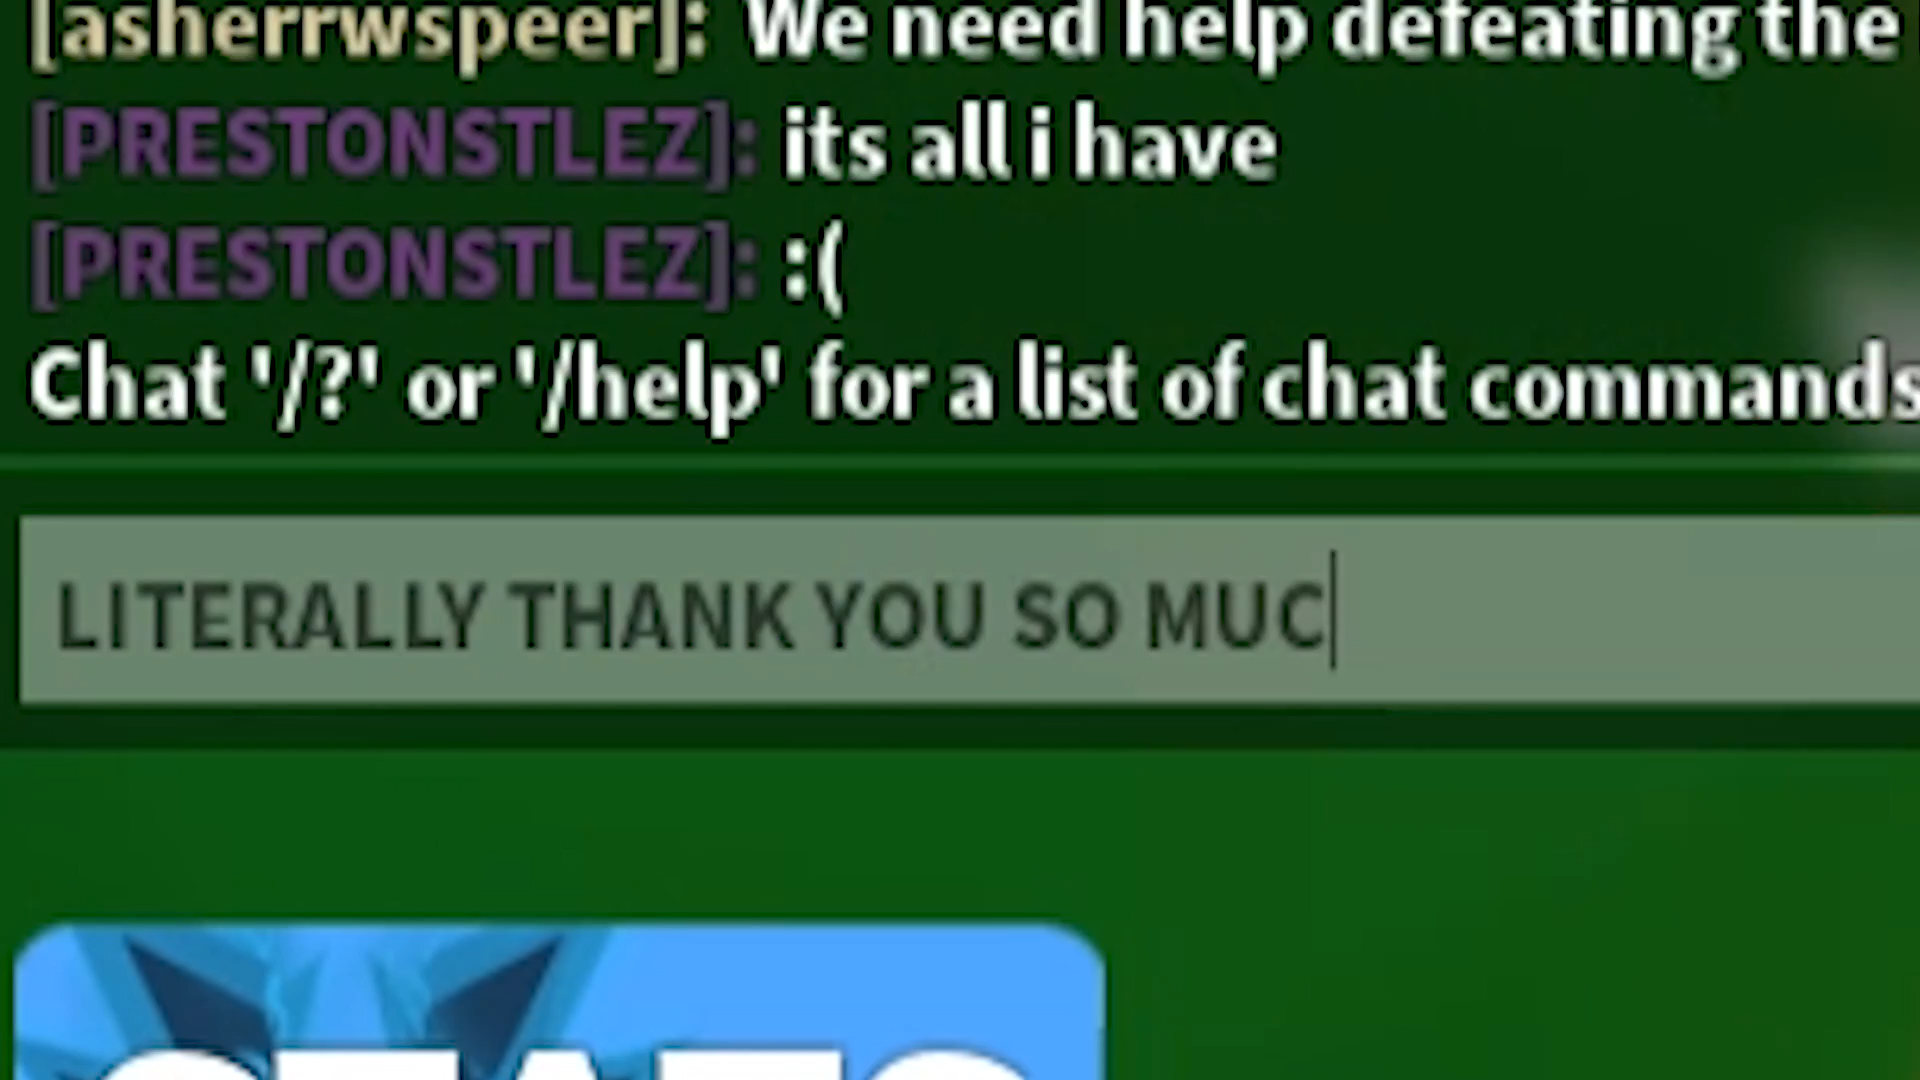 [asherrwspeer]: We need help defeating the
[PRESTONSTLEZ]: its all i have
[PRESTONSTLEZ]: :(
Chat '/?' or '/help' for a list of chat commands
LITERALLY THANK YOU SO MUC
STATS